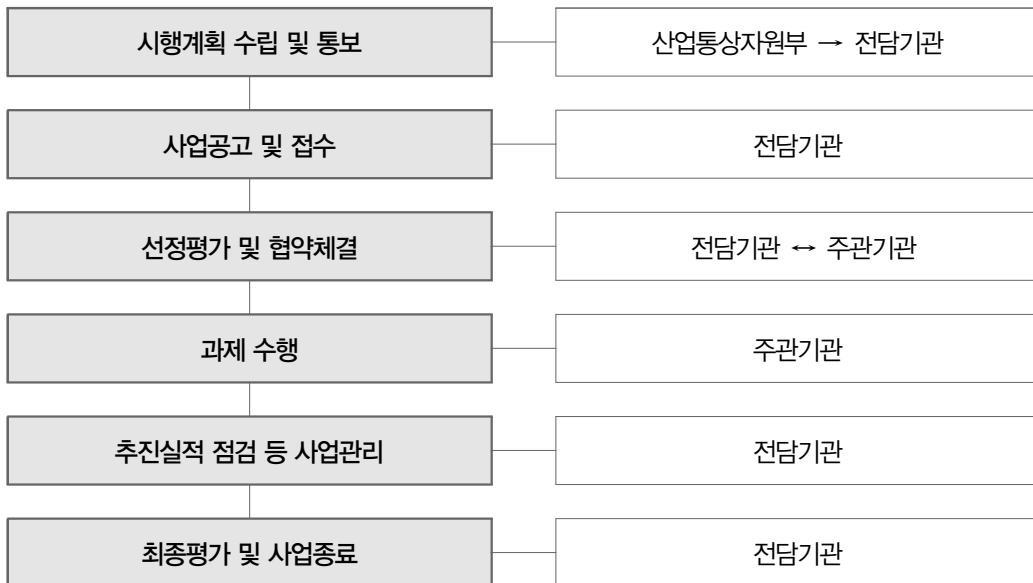 시행계획 수립 및 통보
산업통상자원부 → 전담기관
사업공고 및 접수
전담기관
선정평가 및 협약체결
전담기관 ↔ 주관기관
과제 수행
주관기관
추진실적 점검 등 사업관리
전담기관
최종평가 및 사업종료
전담기관